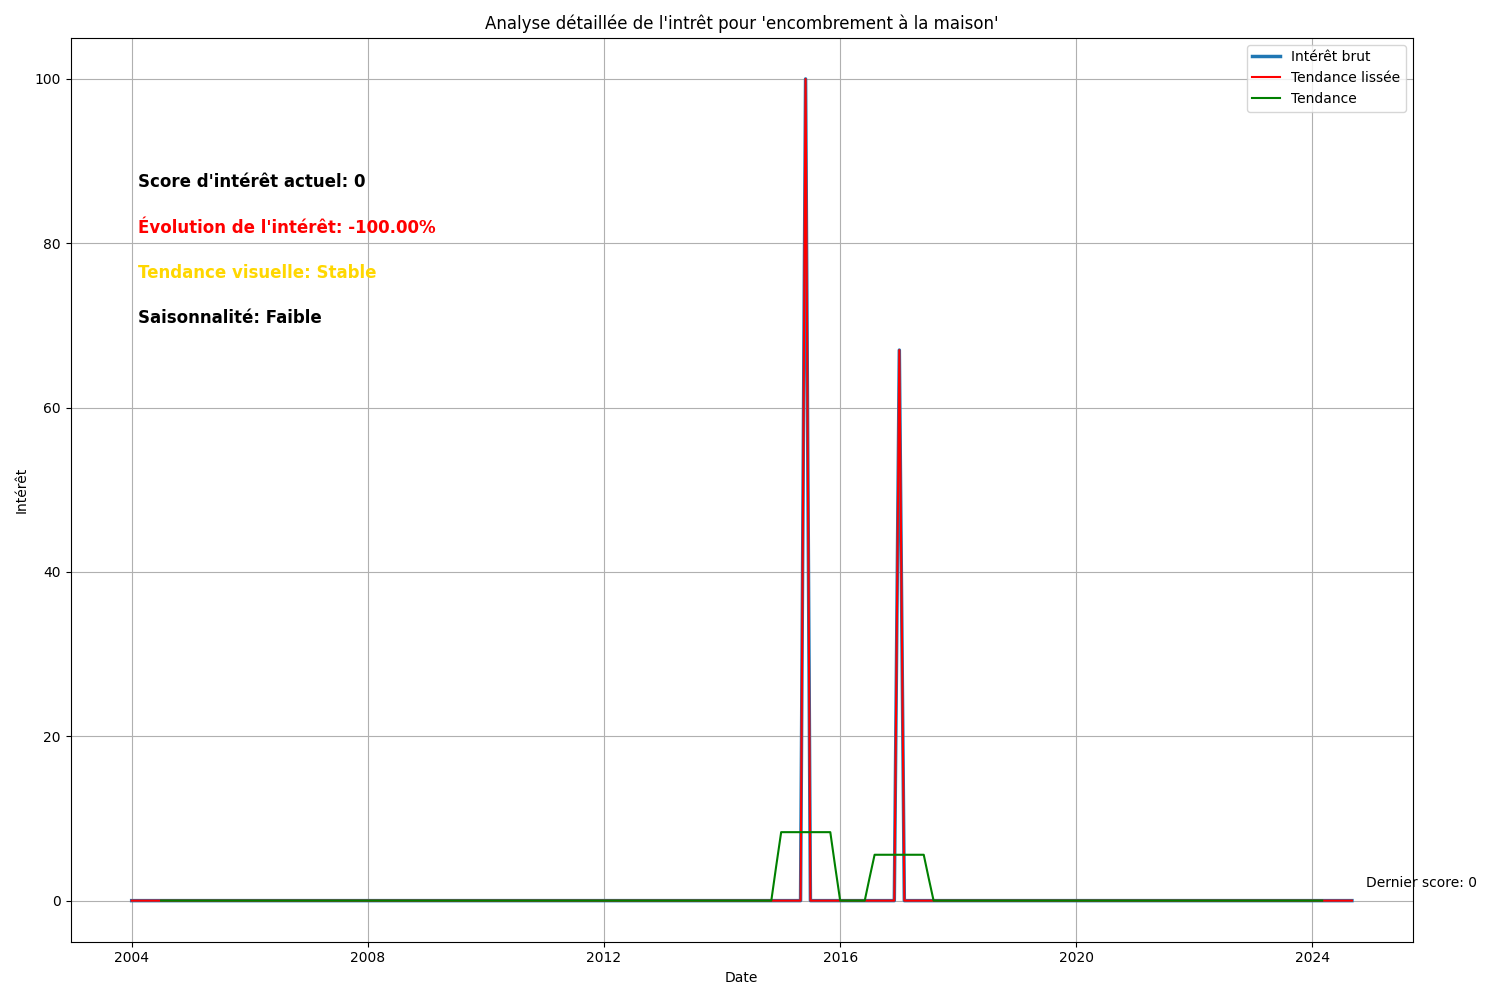 Analyse détaillée de l'intrêt pour 'encombrement à la maison'
Intérêt brut
Tendance lissée
Tendance
100
80
60
40
20
0
Intérêt
Score d'intérêt actuel: 0
Évolution de l'intérêt: -100.00%
Tendance visuelle: Stable
Saisonnalité: Faible
Dernier score: 0
2004 2008 2012 2016 2020 2024
Date